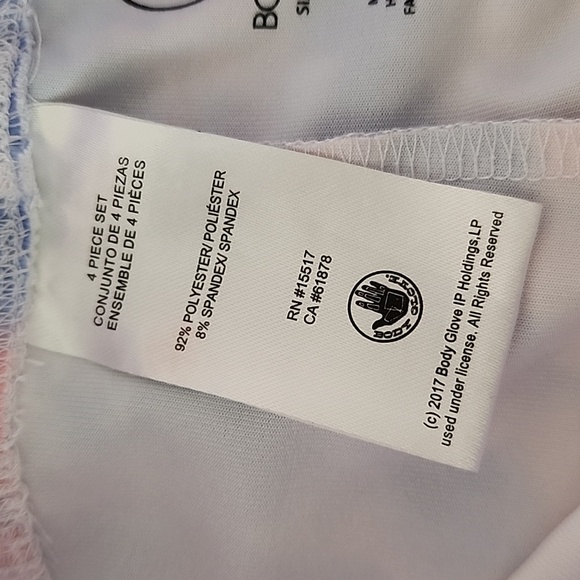 4 PIECE SET
CONJUNTO DE 4 PIEZAS
ENSEMBLE DE 4 PIÈCES
92% POLYESTER/ POLIÉSTER
8% SPANDEX/ SPANDEX
RN #15517
CA #61878
BODY GLOVE
(c) 2017 Body Glove IP Holdings,LP
used under license. All Rights Reserved